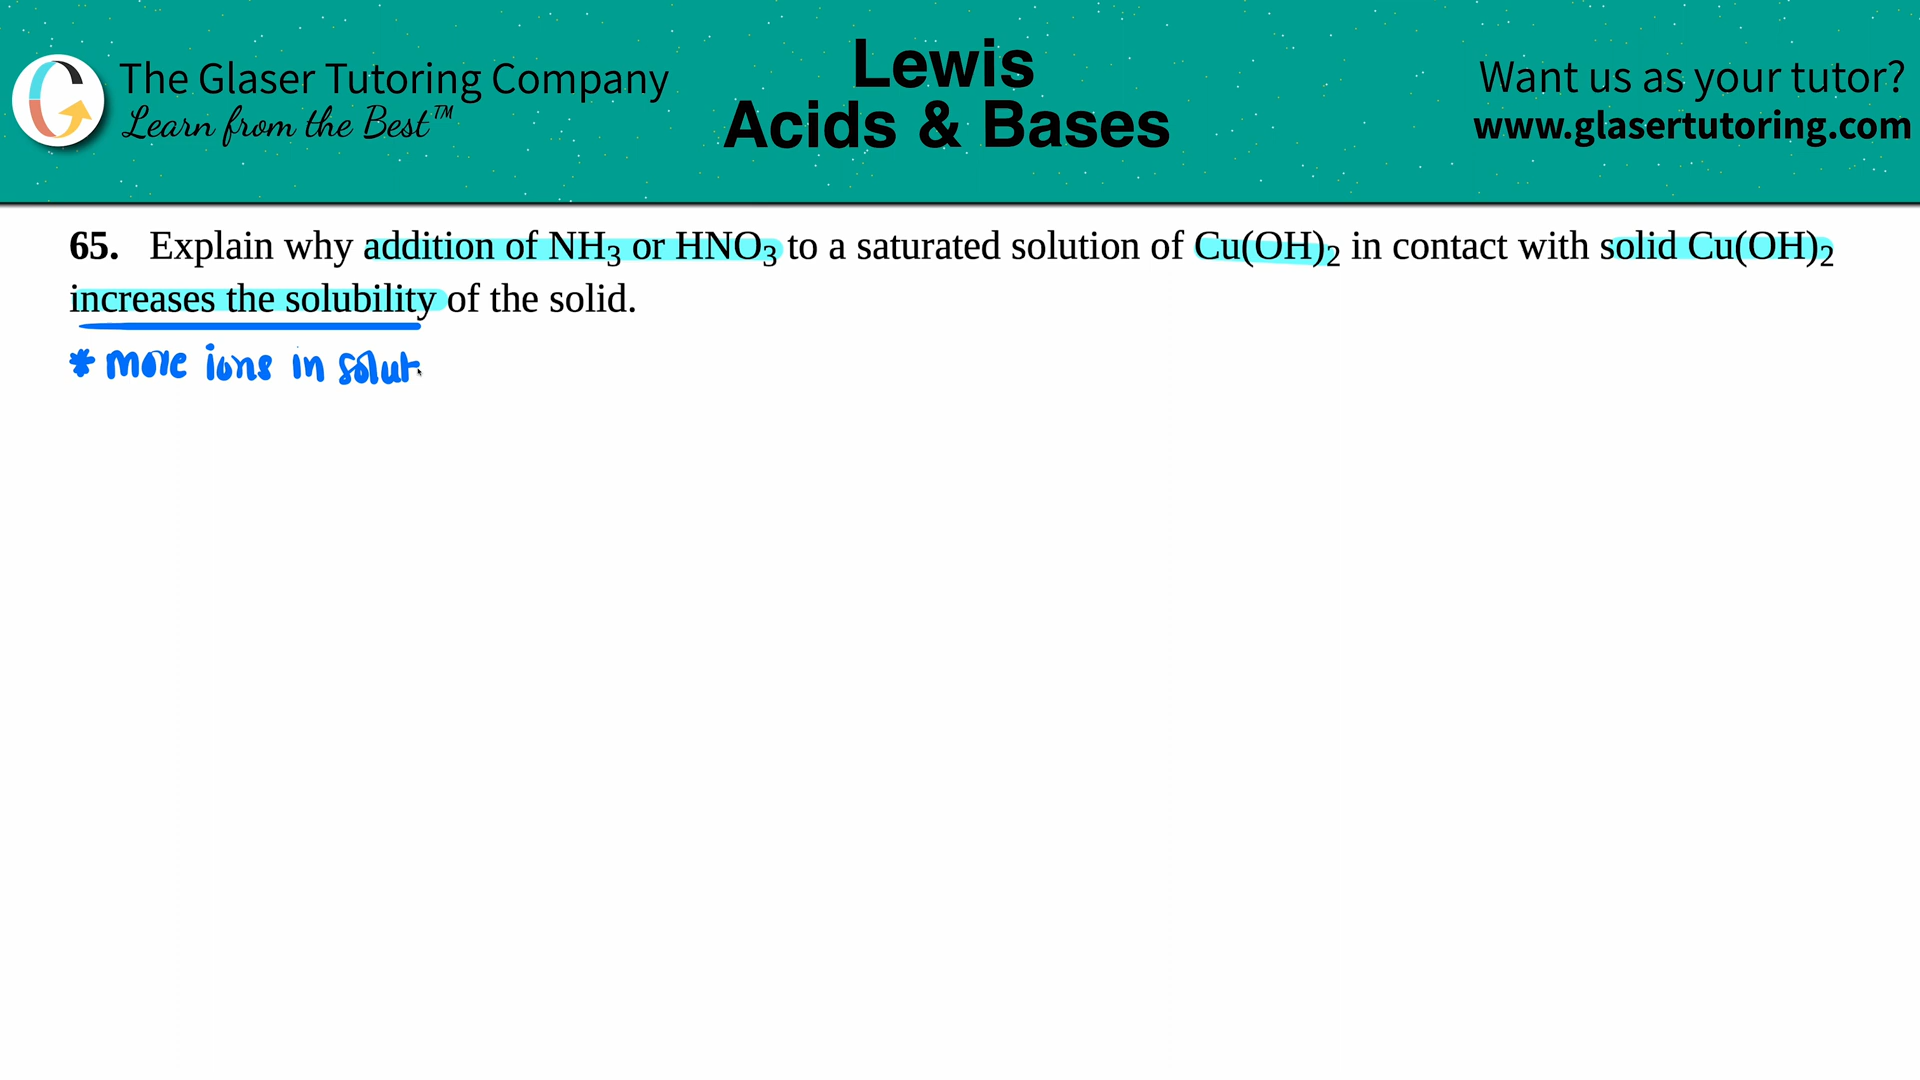 The Glaser Tutoring Company
Learn from the Best™
Lewis
Acids & Bases
Want us as your tutor?
www.glasertutoring.com
65. Explain why addition of NH₃ or HNO₃ to a saturated solution of Cu(OH)₂ in contact with solid Cu(OH)₂
increases the solubility of the solid.
* more ions in solut